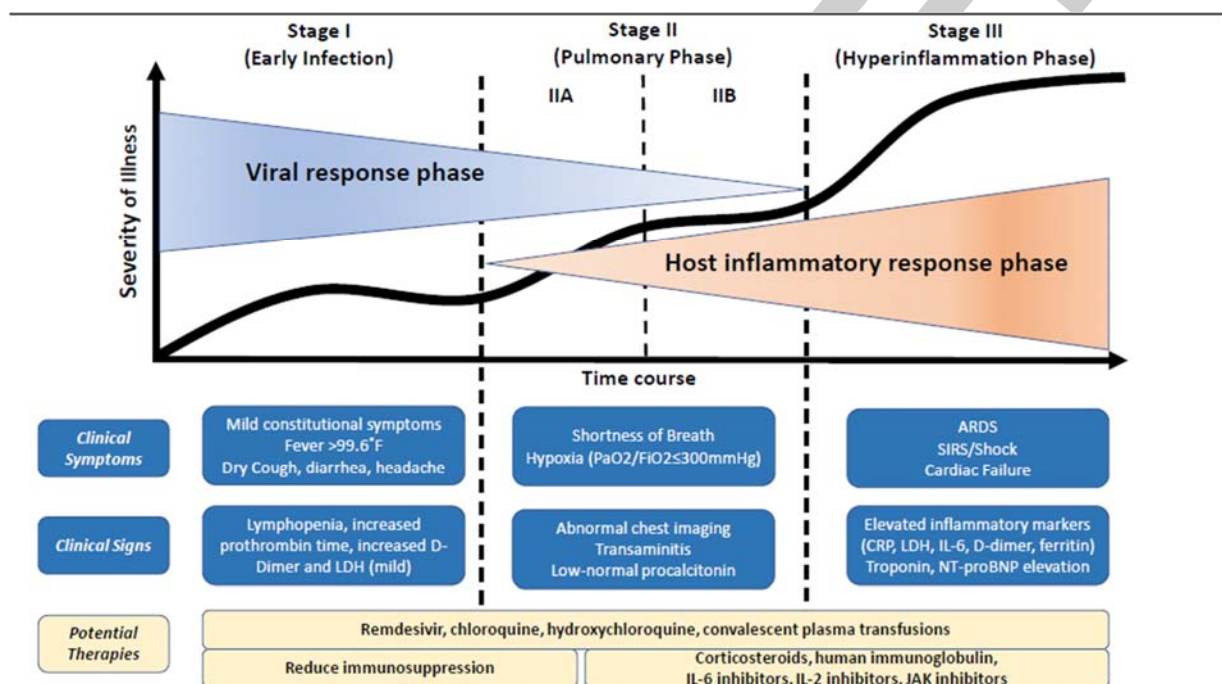 Stage I
(Early Infection)
Stage II
(Pulmonary Phase)
Stage III
(Hyperinflammation Phase)
IIA
IIB
Severity of Illness
Viral response phase
Host inflammatory response phase
Time course
Clinical
Symptoms
Mild constitutional symptoms
Fever >99.6°F
Dry Cough, diarrhea, headache
Shortness of Breath
Hypoxia (PaO2/FiO2≤300mmHg)
ARDS
SIRS/Shock
Cardiac Failure
Clinical Signs
Lymphopenia, increased
prothrombin time, increased D-
Dimer and LDH (mild)
Abnormal chest imaging
Transaminitis
Low-normal procalcitonin
Elevated inflammatory markers
(CRP, LDH, IL-6, D-dimer, ferritin)
Troponin, NT-proBNP elevation
Potential
Therapies
Remdesivir, chloroquine, hydroxychloroquine, convalescent plasma transfusions
Reduce immunosuppression
Corticosteroids, human immunoglobulin,
IL-6 inhibitors, IL-2 inhibitors, JAK inhibitors